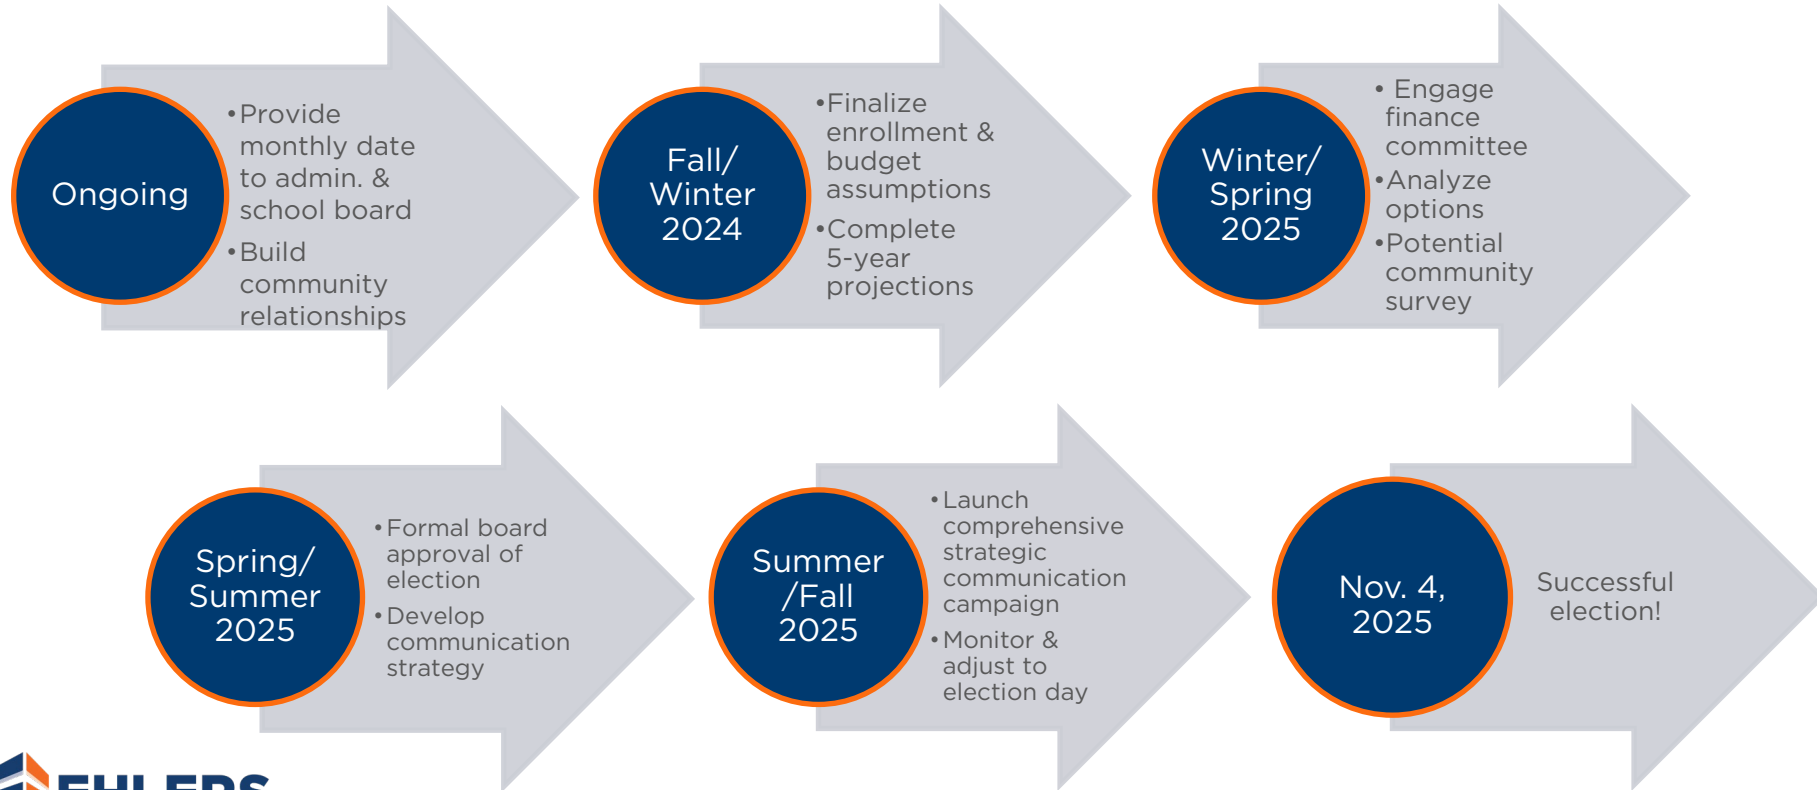 Ongoing
•Provide
monthly date
to admin. &
school board
•Build
community
relationships
Fall/
Winter
2024
•Finalize
enrollment &
budget
assumptions
•Complete
5-year
projections
Winter/
Spring
2025
• Engage
finance
committee
•Analyze
options
•Potential
community
survey
Spring/
Summer
2025
•Formal board
approval of
election
•Develop
communication
strategy
Summer
/Fall
2025
•Launch
comprehensive
strategic
communication
campaign
•Monitor &
adjust to
election day
Nov. 4,
2025
Successful
election!
EHLERS